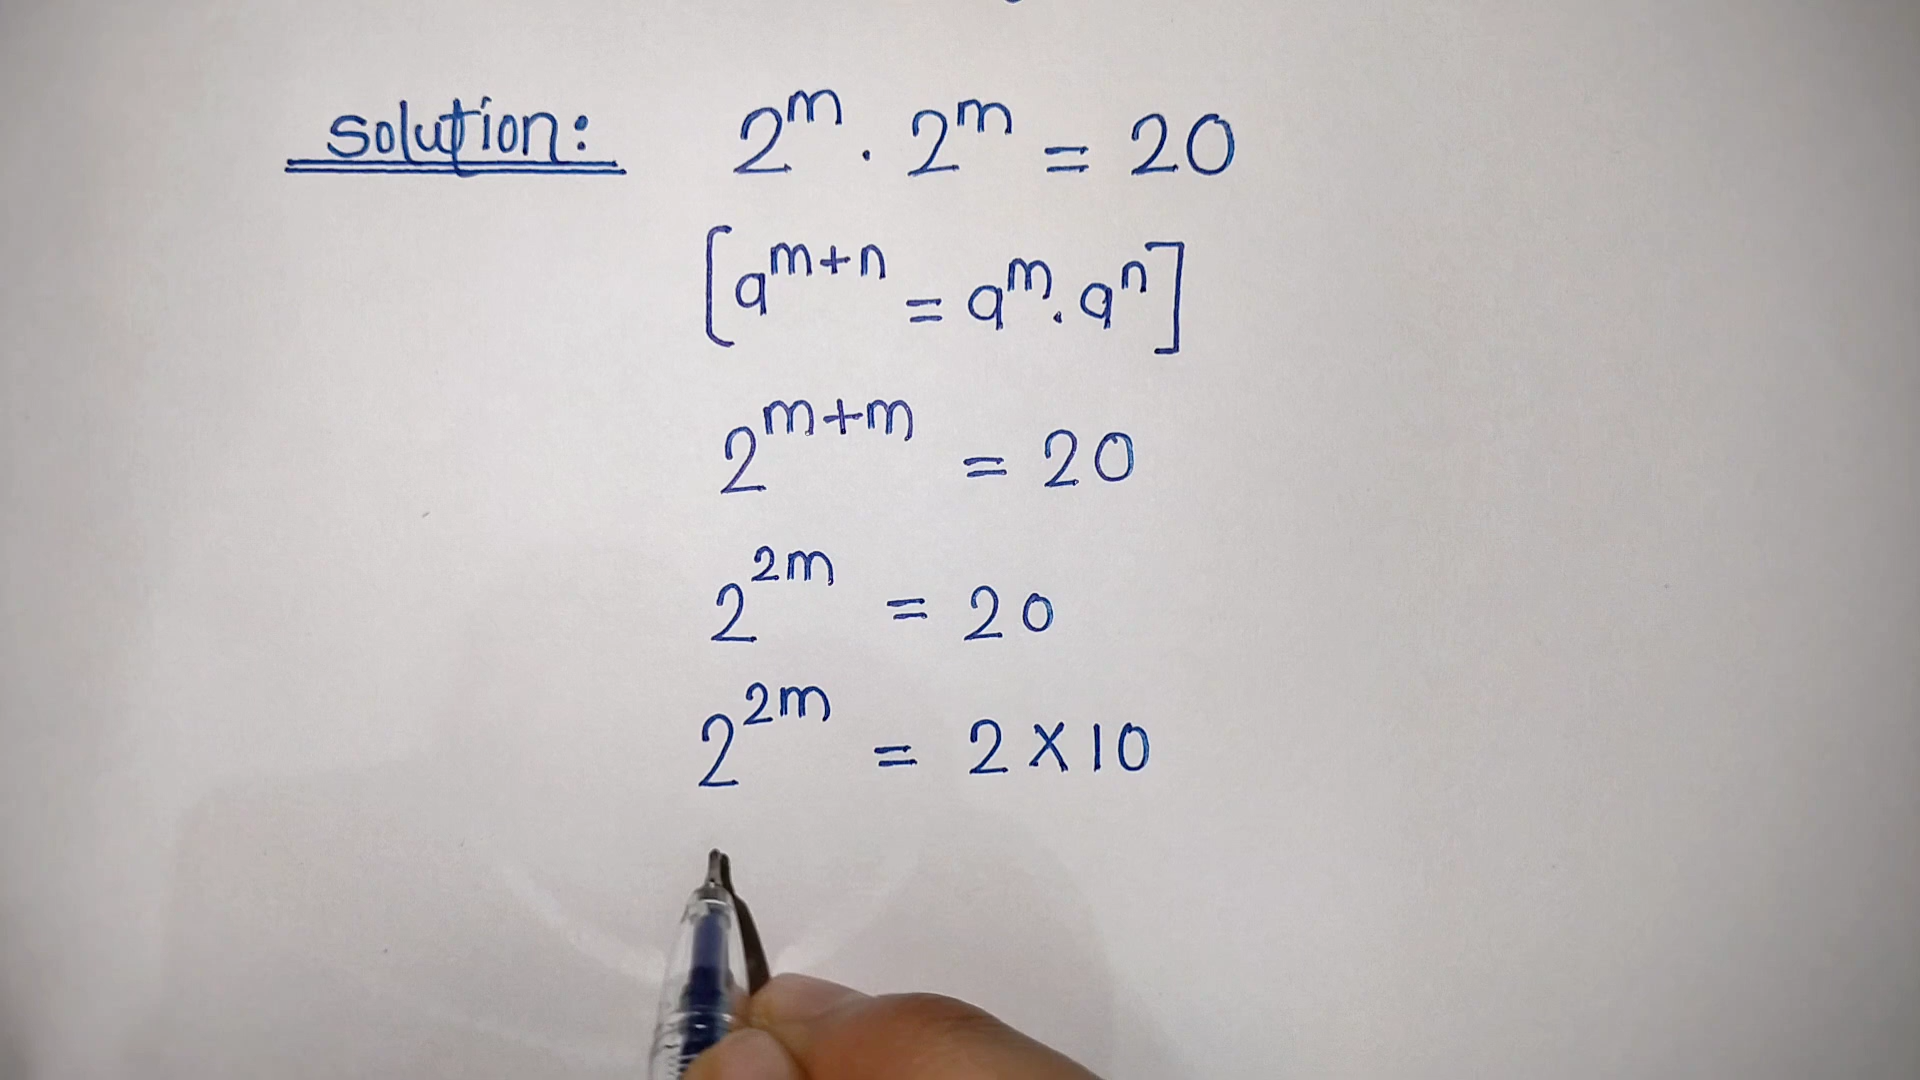 Solution: 2^m . 2^m = 20
[a^{m+n} = a^m . a^n]
2^{m+m} = 20
2^{2m} = 20
2^{2m} = 2 × 10